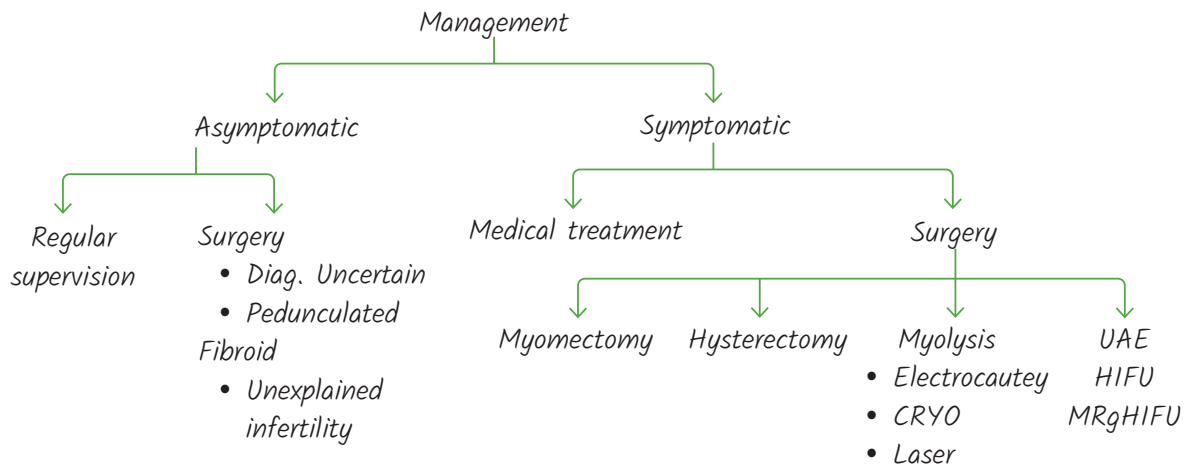 Management
Asymptomatic
Symptomatic
Regular
supervision
Surgery
• Diag. Uncertain
• Pedunculated
Fibroid
• Unexplained
infertility
Medical treatment
Surgery
Myomectomy
Hysterectomy
Myolysis
• Electrocautey
• CRYO
• Laser
UAE
HIFU
MRgHIFU